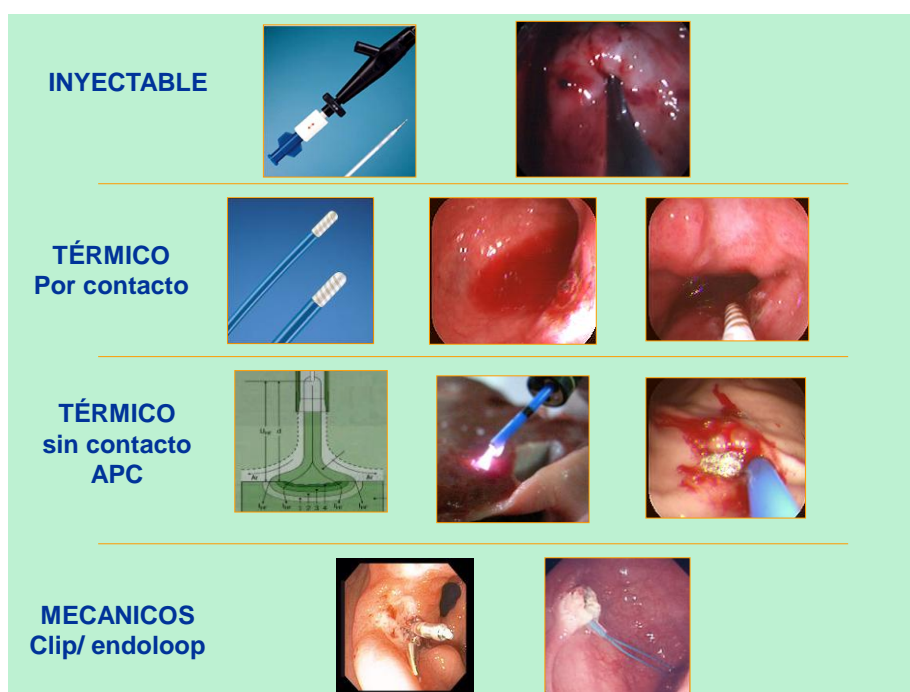 INYECTABLE
TÉRMICO
Por contacto
TÉRMICO
sin contacto
APC
MECANICOS
Clip/ endoloop